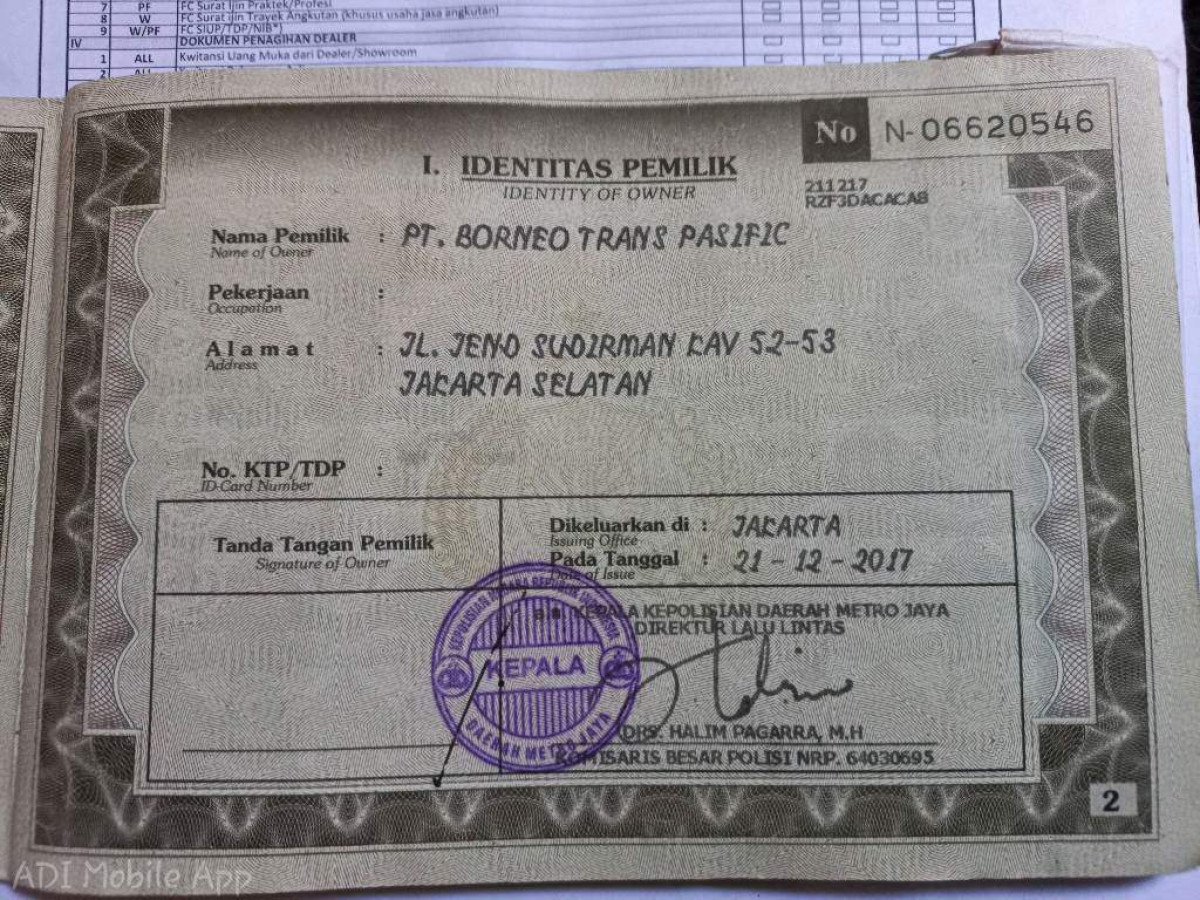 7 PF FC Surat Ijin Praktek/Profesi
8 W FC Surat Ijin Trayek Angkutan (khusus usaha jasa angkutan)
9 W/PF FC SIUP/TDP/NIB*)
IV DOKUMEN PENAGIHAN DEALER
1 ALL Kwitansi Uang Muka dari Dealer/Showroom
2 ALL
No N-06620546
I. IDENTITAS PEMILIK
IDENTITY OF OWNER
211217
RZF3DACACA8
Nama Pemilik : PT. BORNEO TRANS PASIFIC
Name of Owner
Pekerjaan :
Occupation
Alamat : JL. JEND SUDIRMAN KAV 52-53
Address
JAKARTA SELATAN
No. KTP/TDP :
ID-Card Number
Tanda Tangan Pemilik
Signature of Owner
Dikeluarkan di : JAKARTA
Issuing Office
Pada Tanggal : 21 - 12 - 2017
Date of Issue
a.n. KEPALA KEPOLISIAN DAERAH METRO JAYA
DIREKTUR LALU LINTAS
KEPOLISIAN NEGARA REPUBLIK INDONESIA
KEPALA
DAERAH METRO JAYA
DRS. HALIM PAGARRA, M.H
KOMISARIS BESAR POLISI NRP. 64030695
2
ADI Mobile App